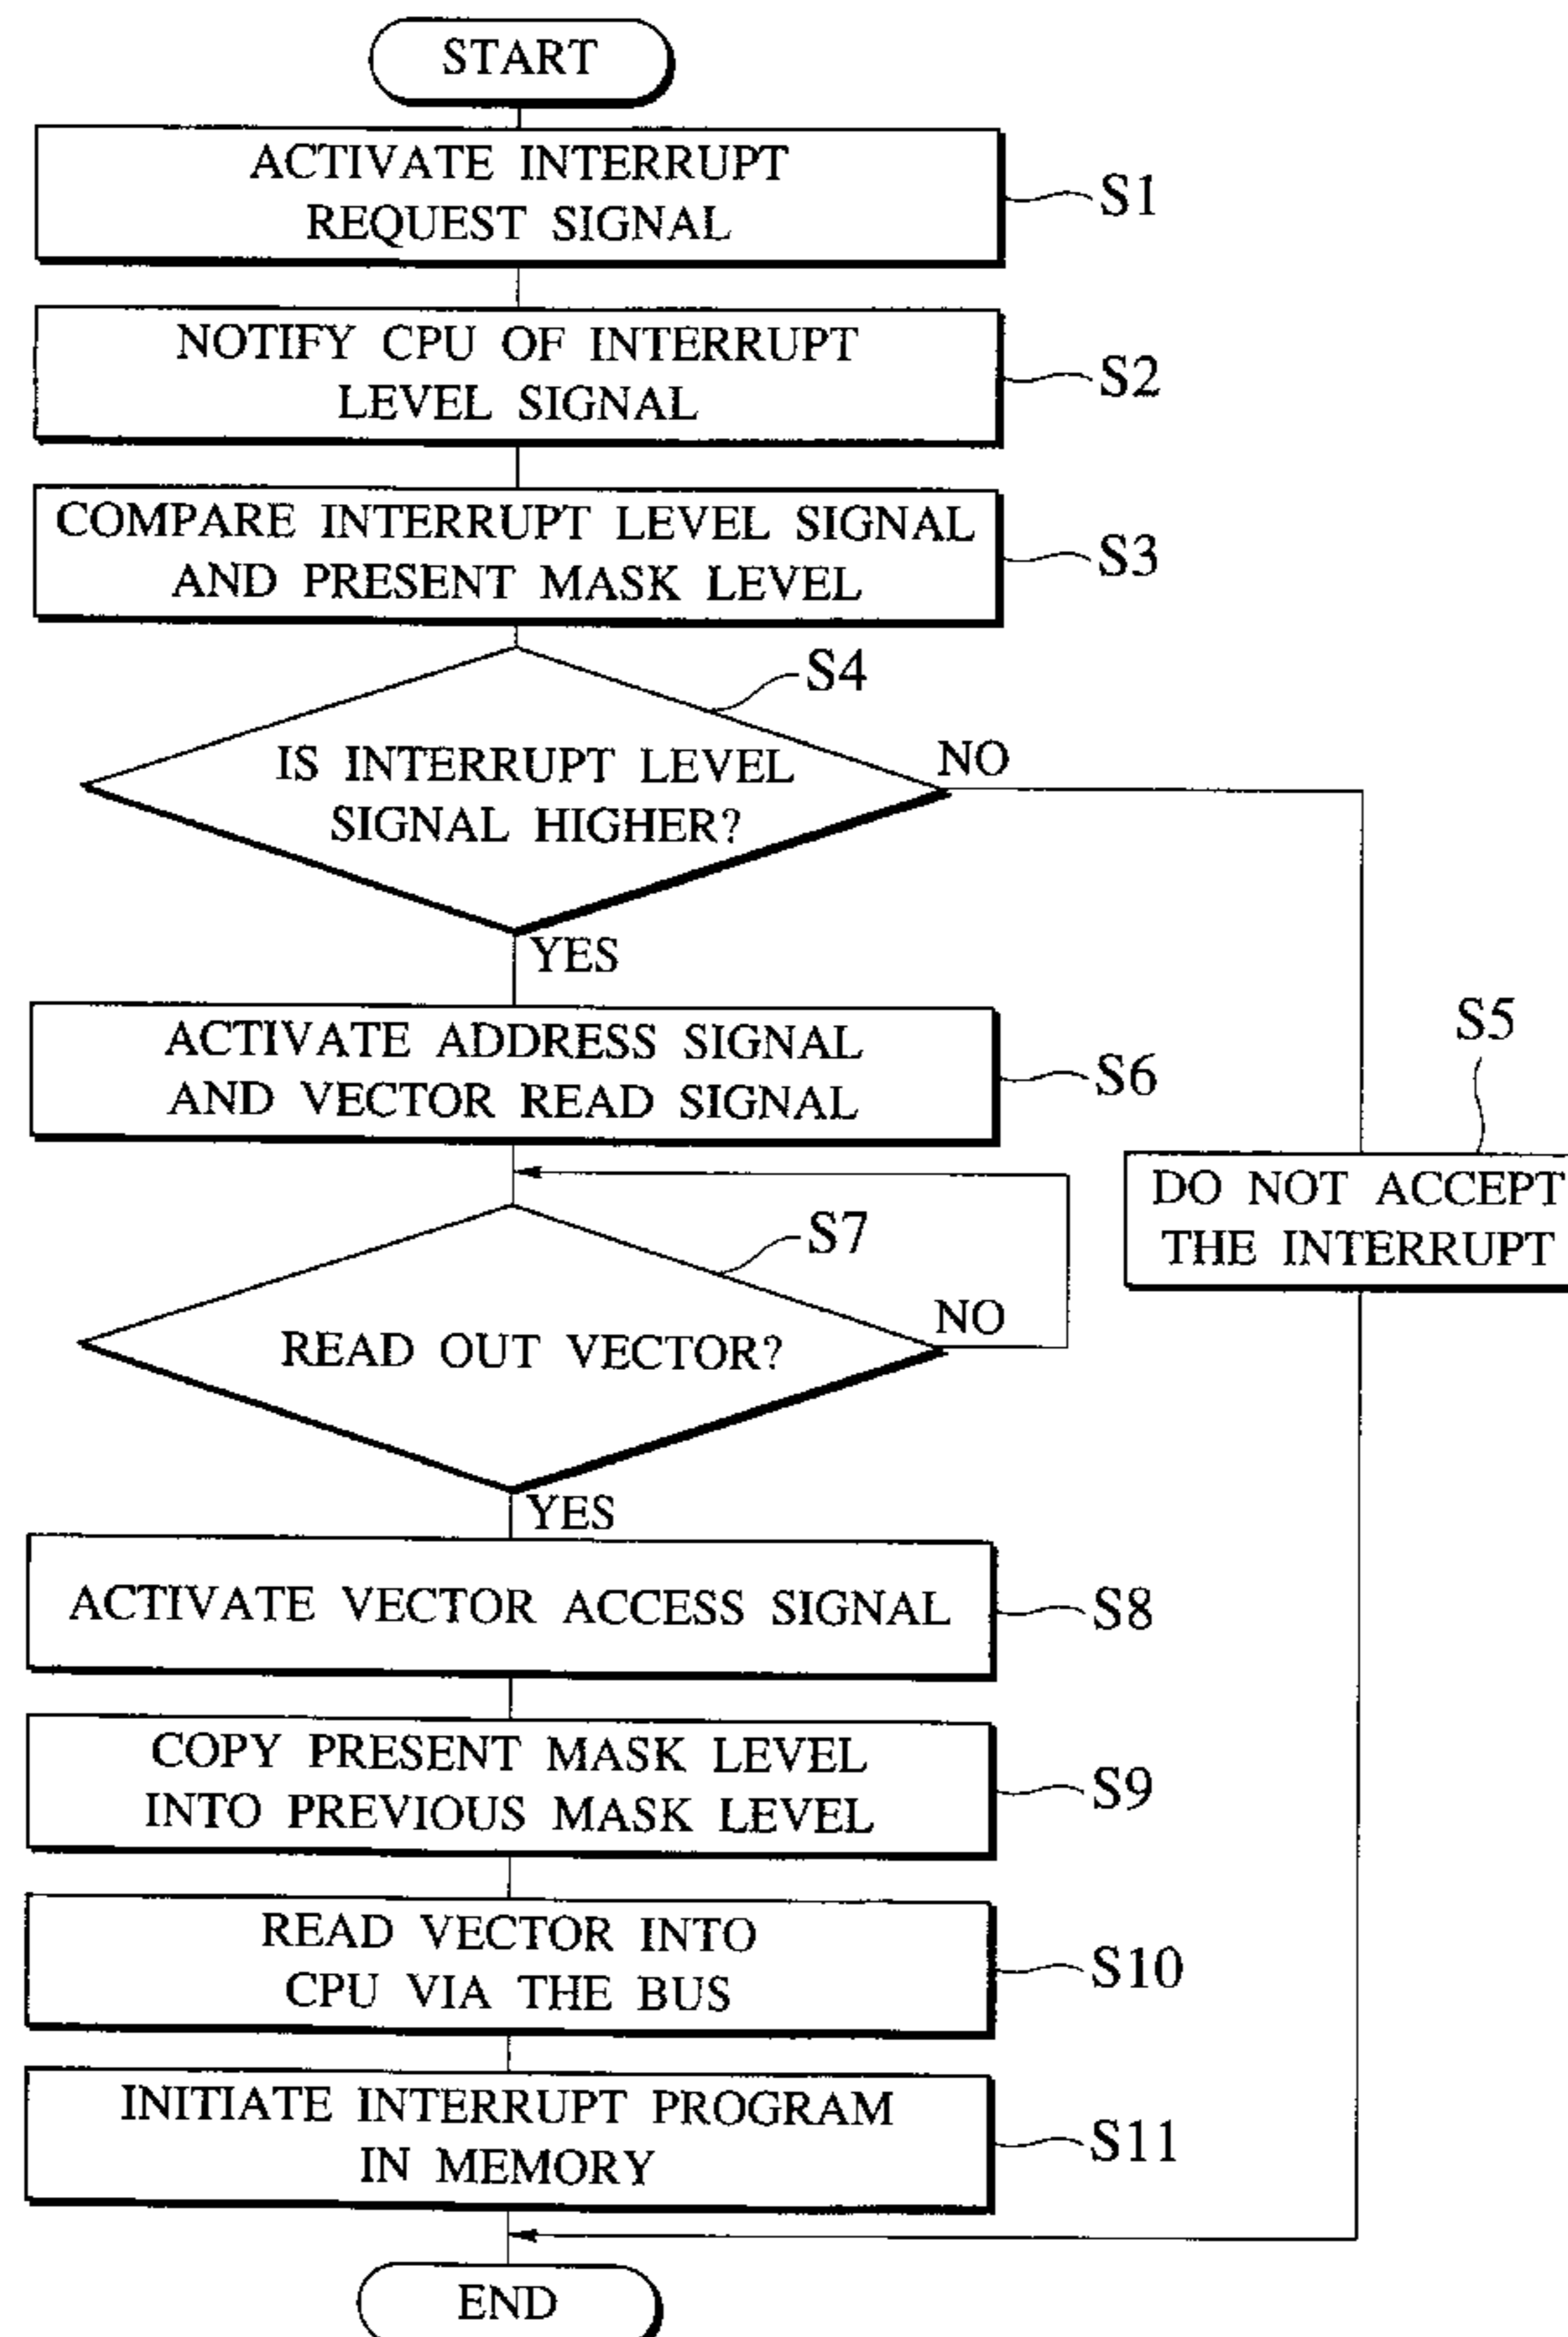 START
ACTIVATE INTERRUPT
REQUEST SIGNAL
S1
NOTIFY CPU OF INTERRUPT
LEVEL SIGNAL
S2
COMPARE INTERRUPT LEVEL SIGNAL
AND PRESENT MASK LEVEL
S3
S4
IS INTERRUPT LEVEL
SIGNAL HIGHER?
NO
YES
S5
DO NOT ACCEPT
THE INTERRUPT
ACTIVATE ADDRESS SIGNAL
AND VECTOR READ SIGNAL
S6
S7
READ OUT VECTOR?
NO
YES
ACTIVATE VECTOR ACCESS SIGNAL
S8
COPY PRESENT MASK LEVEL
INTO PREVIOUS MASK LEVEL
S9
READ VECTOR INTO
CPU VIA THE BUS
S10
INITIATE INTERRUPT PROGRAM
IN MEMORY
S11
END